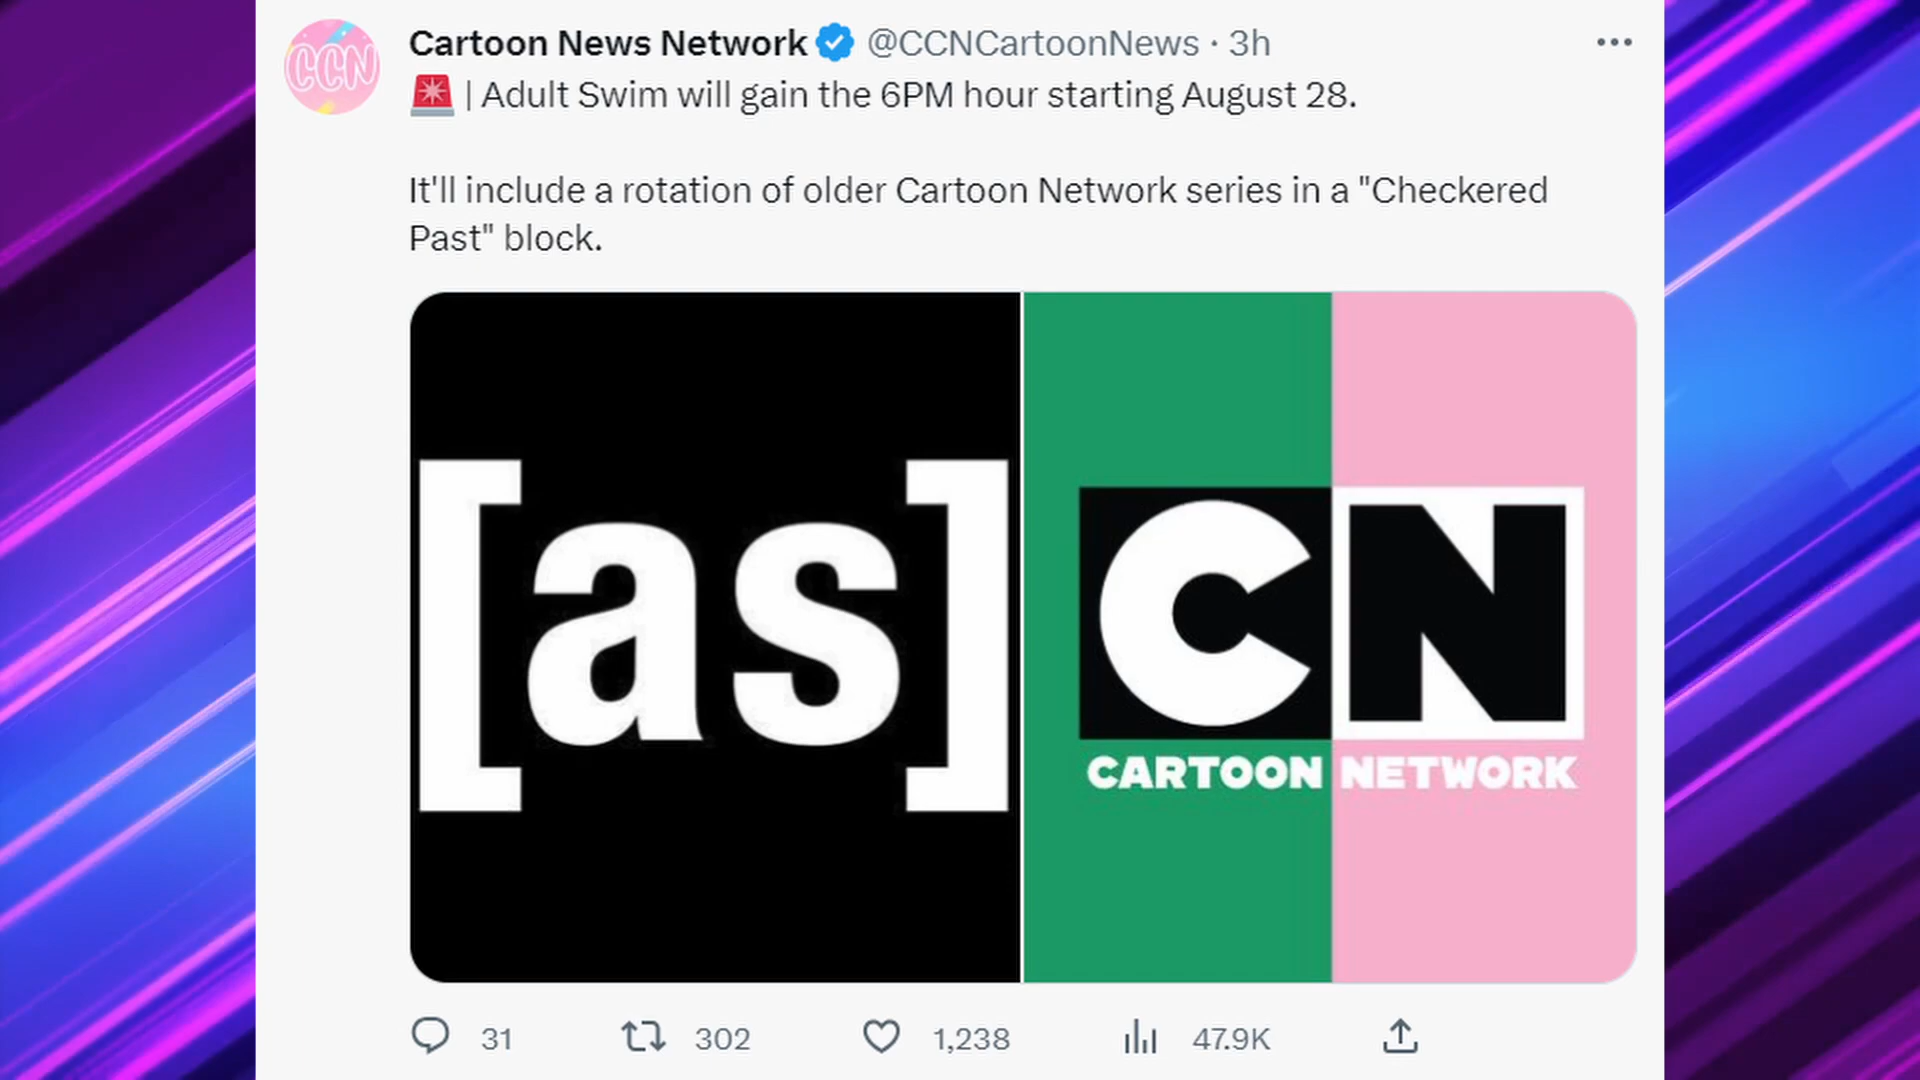 CCN
Cartoon News Network @CCNCartoonNews · 3h
🚨 | Adult Swim will gain the 6PM hour starting August 28.
It'll include a rotation of older Cartoon Network series in a "Checkered
Past" block.
[as]
CN
CARTOON NETWORK
31 302 1,238 47.9K